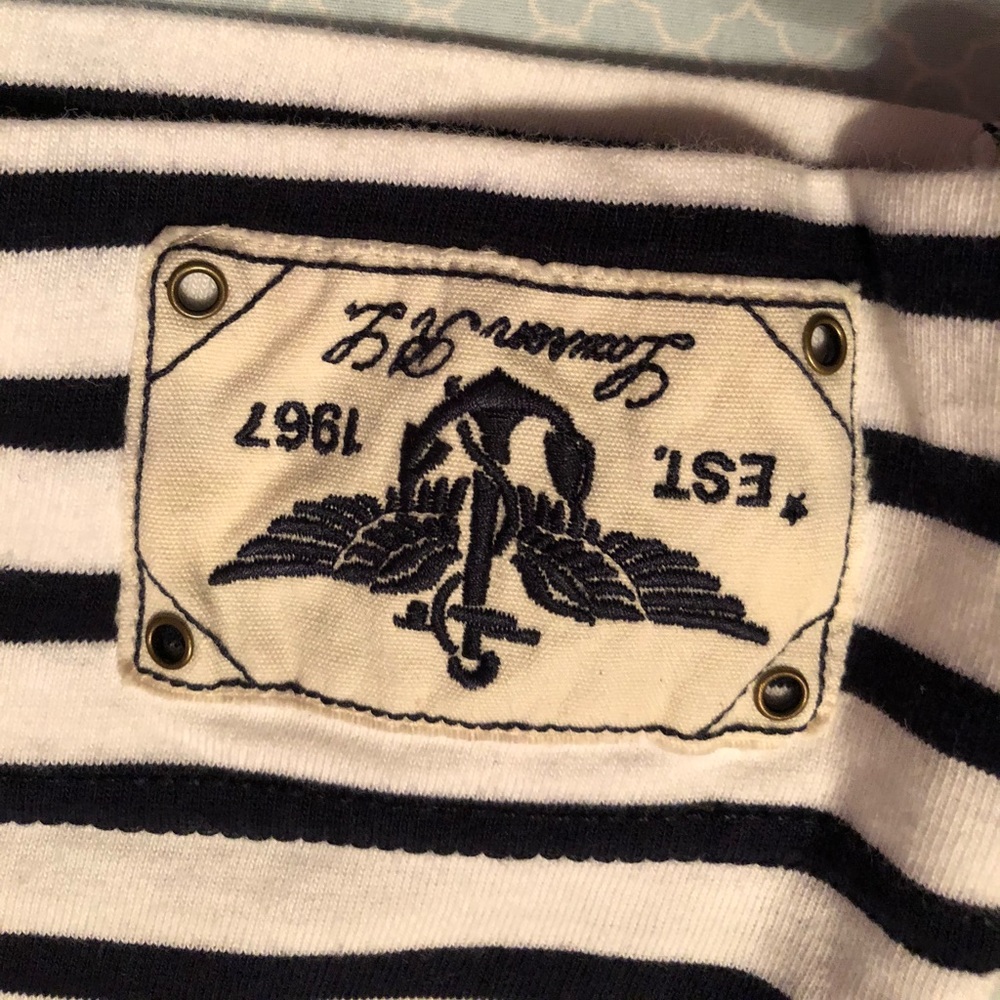 ★EST. 1967
Lauren R.L.